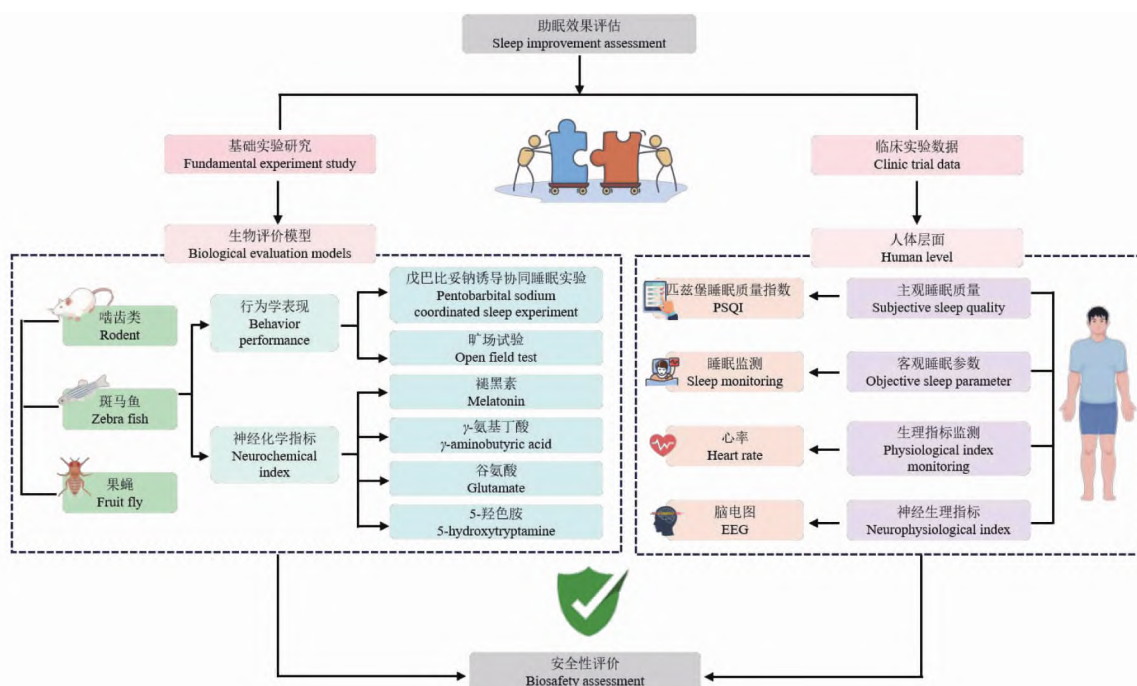 助眠效果评估
Sleep improvement assessment
基础实验研究
Fundamental experiment study
临床实验数据
Clinic trial data
生物评价模型
Biological evaluation models
人体层面
Human level
啮齿类
Rodent
斑马鱼
Zebra fish
果蝇
Fruit fly
行为学表现
Behavior
performance
神经化学指标
Neurochemical
index
戊巴比妥钠诱导协同睡眠实验
Pentobarbital sodium
coordinated sleep experiment
旷场试验
Open field test
褪黑素
Melatonin
γ-氨基丁酸
γ-aminobutyric acid
谷氨酸
Glutamate
5-羟色胺
5-hydroxytryptamine
匹兹堡睡眠质量指数
PSQI
主观睡眠质量
Subjective sleep quality
睡眠监测
Sleep monitoring
客观睡眠参数
Objective sleep parameter
心率
Heart rate
生理指标监测
Physiological index
monitoring
脑电图
EEG
神经生理指标
Neurophysiological index
安全性评价
Biosafety assessment